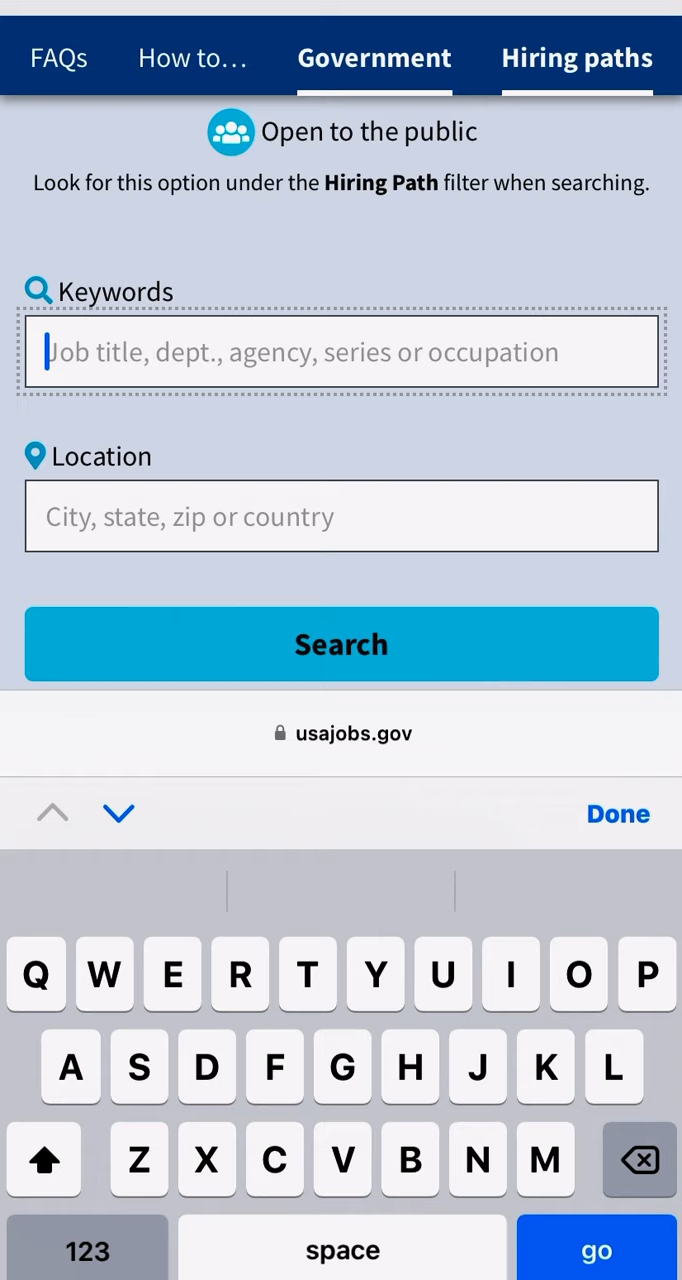 FAQs How to... Government Hiring paths
Open to the public
Look for this option under the Hiring Path filter when searching.
Keywords
Job title, dept., agency, series or occupation
Location
City, state, zip or country
Search
usajobs.gov
Done
Q W E R T Y U I O P
A S D F G H J K L
Z X C V B N M
123 space go